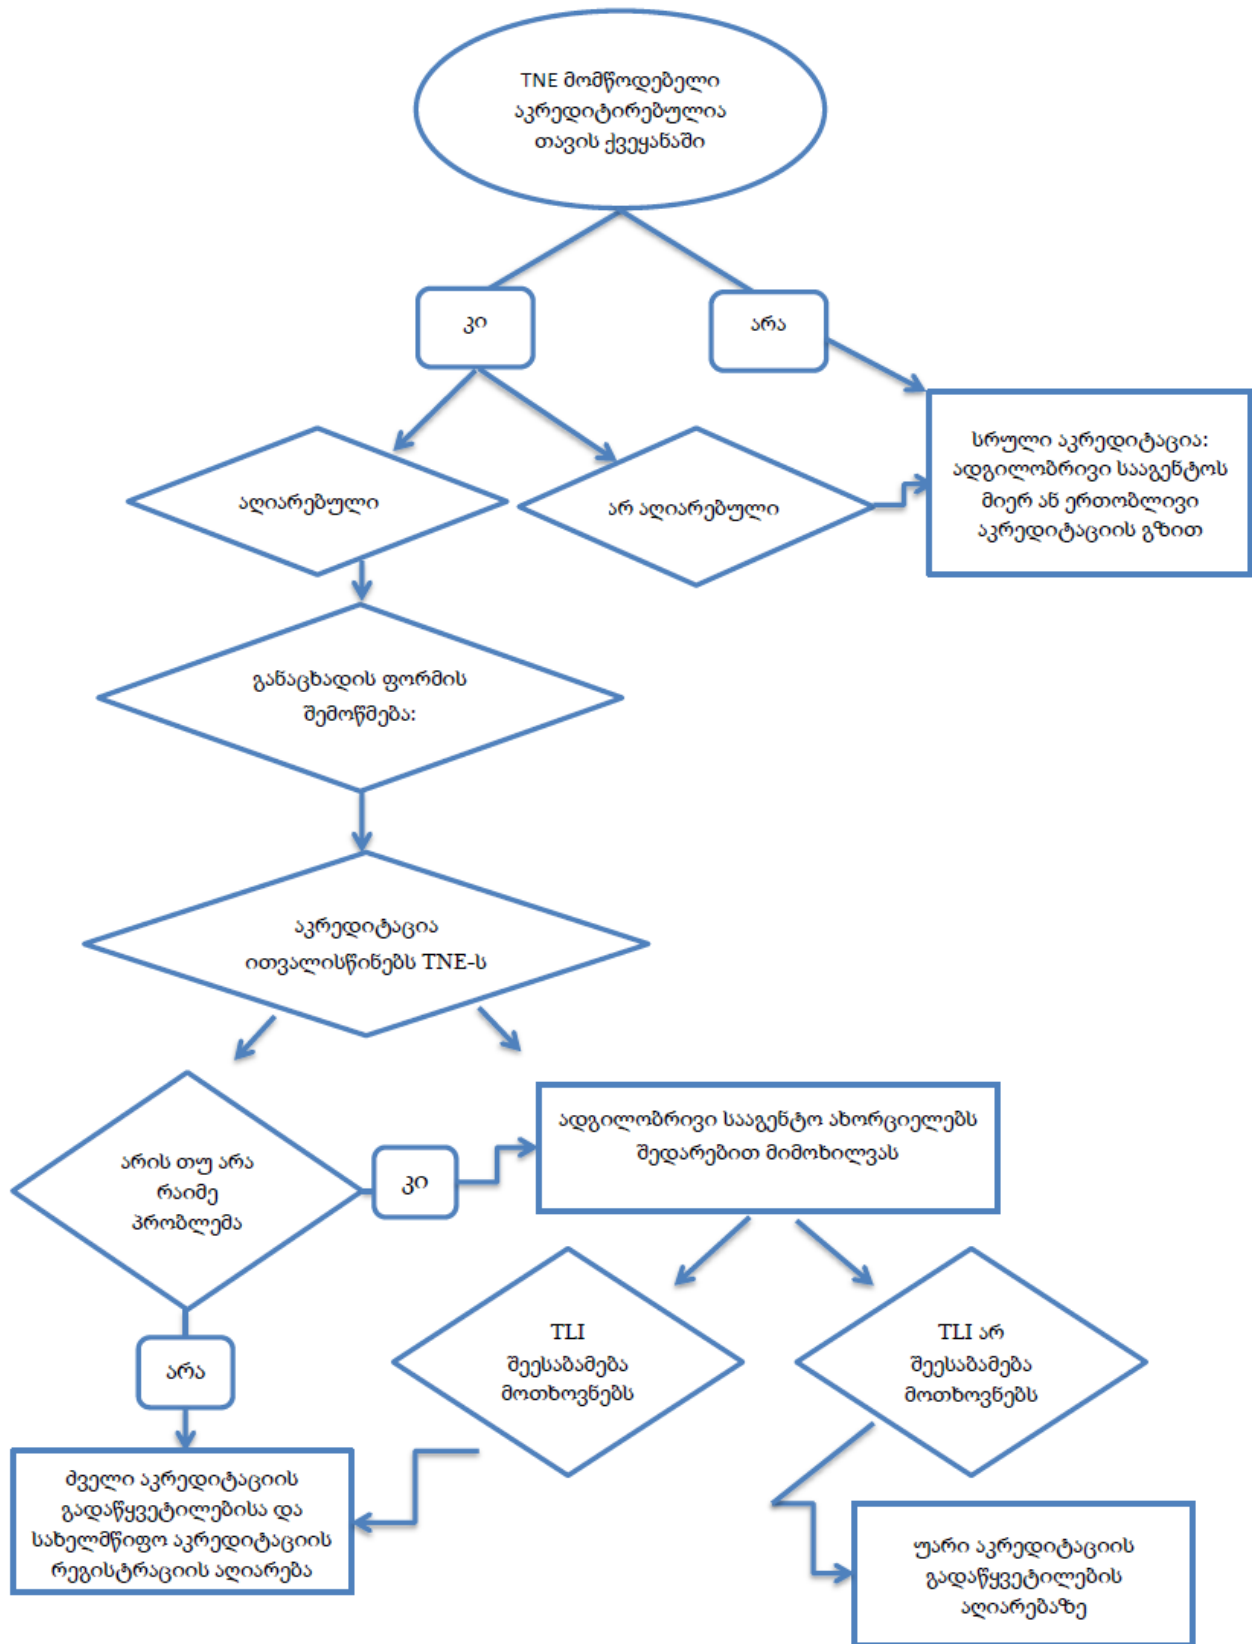 TNE მომწოდებელი
აკრედიტირებულია
თავის ქვეყანაში
კი
არა
სრული აკრედიტაცია:
ადგილობრივი სააგენტოს
მიერ ან ერთობლივი
აკრედიტაციის გზით
აღიარებული
არ აღიარებული
განაცხადის ფორმის
შემოწმება:
აკრედიტაცია
ითვალისწინებს TNE-ს
ადგილობრივი სააგენტო ახორციელებს
შედარებით მიმოხილვას
არის თუ არა
რაიმე
პრობლემა
კი
TLI
შეესაბამება
მოთხოვნებს
TLI არ
შეესაბამება
მოთხოვნებს
არა
ძველი აკრედიტაციის
გადაწყვეტილებისა და
სახელმწიფო აკრედიტაციის
რეგისტრაციის აღიარება
უარი აკრედიტაციის
გადაწყვეტილების
აღიარებაზე